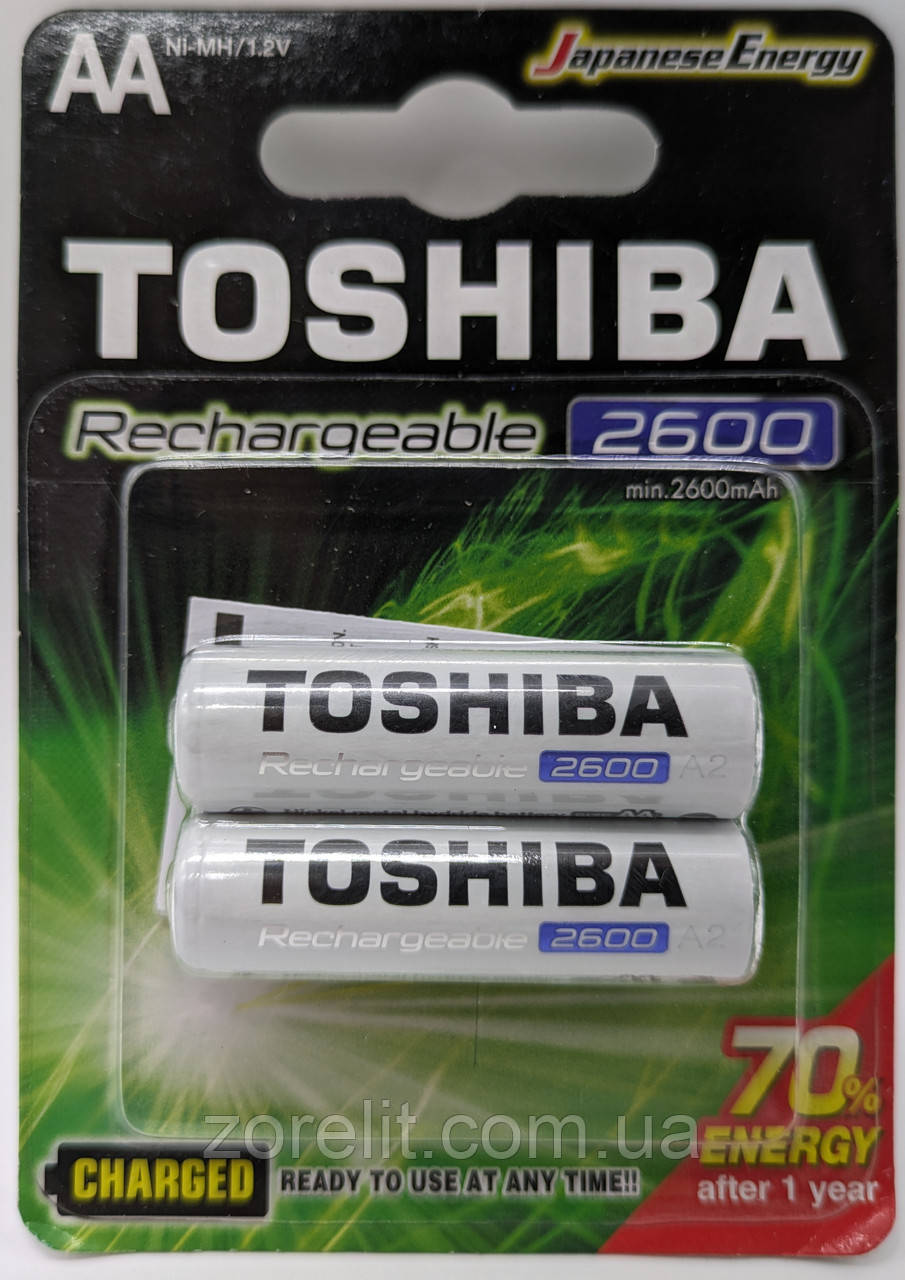 AA Ni-MH/1.2V
Japanese Energy
TOSHIBA
Rechargeable 2600
min.2600mAh
TOSHIBA
Rechargeable 2600 A2
TOSHIBA
Rechargeable 2600 A2
70%
ENERGY
after 1 year
zorelit.com.ua
CHARGED READY TO USE AT ANY TIME!!